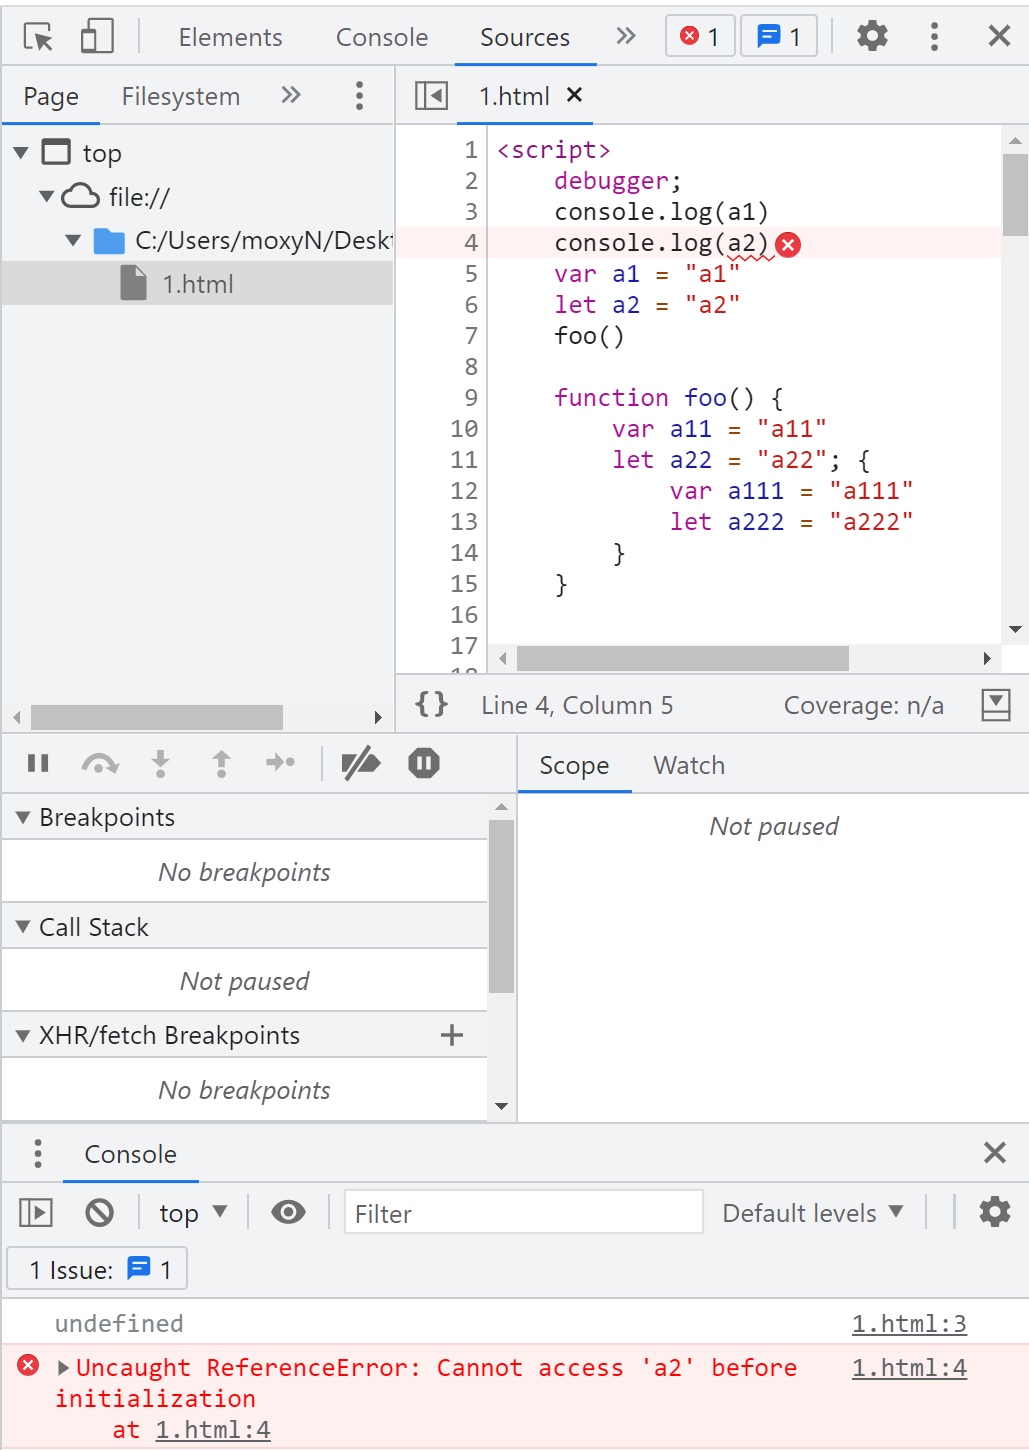 Elements Console Sources » 1 1
Page Filesystem »
1.html ×
top
file://
C:/Users/moxyN/Desk
1.html
1 <script>
2     debugger;
3     console.log(a1)
4     console.log(a2)
5     var a1 = "a1"
6     let a2 = "a2"
7     foo()
8
9     function foo() {
10         var a11 = "a11"
11         let a22 = "a22"; {
12             var a111 = "a111"
13             let a222 = "a222"
14         }
15     }
16
17
{} Line 4, Column 5 Coverage: n/a
Scope Watch
Not paused
Breakpoints
No breakpoints
Call Stack
Not paused
XHR/fetch Breakpoints +
No breakpoints
Console
top Filter Default levels
1 Issue: 1
undefined 1.html:3
Uncaught ReferenceError: Cannot access 'a2' before 1.html:4
initialization
at 1.html:4